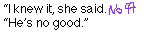 “I knew it, she said. No
“He’s no good.”